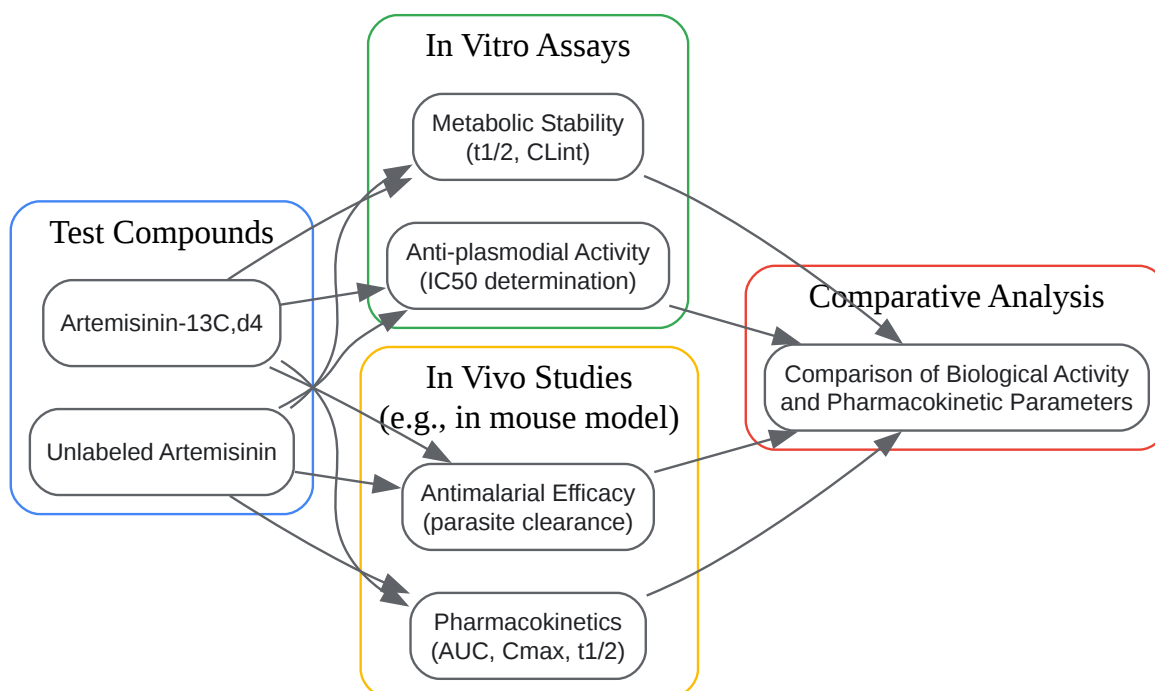 In Vitro Assays
Metabolic Stability
(t1/2, CLint)
Anti-plasmodial Activity
(IC50 determination)
Test Compounds
Artemisinin-13C,d4
Unlabeled Artemisinin
In Vivo Studies
(e.g., in mouse model)
Antimalarial Efficacy
(parasite clearance)
Pharmacokinetics
(AUC, Cmax, t1/2)
Comparative Analysis
Comparison of Biological Activity
and Pharmacokinetic Parameters